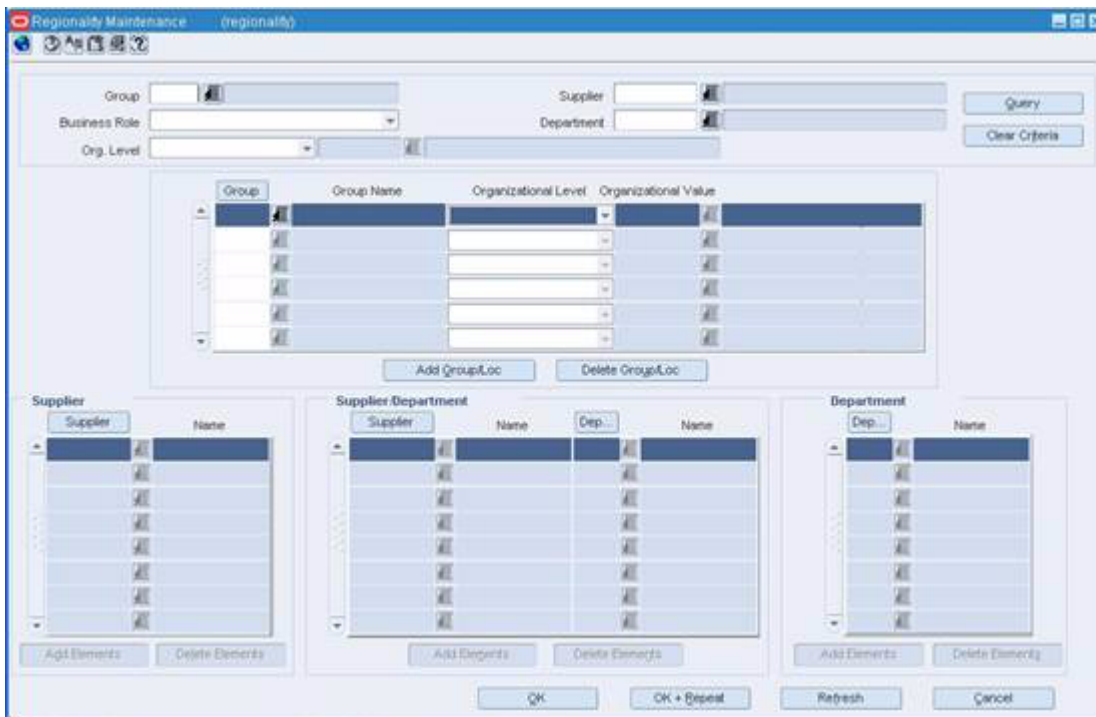 Regionality Maintenance (regionality)
Group Supplier Query
Business Role Department
Clear Criteria
Org. Level
Group Group Name Organizational Level Organizational Value
Add Group/Loc Delete Group/Loc
Supplier Supplier/Department Department
Supplier Name Supplier Name Dep... Name Dep... Name
Add Elements Delete Elements Add Elements Delete Elements Add Elements Delete Elements
OK OK + Repeat Refresh Cancel